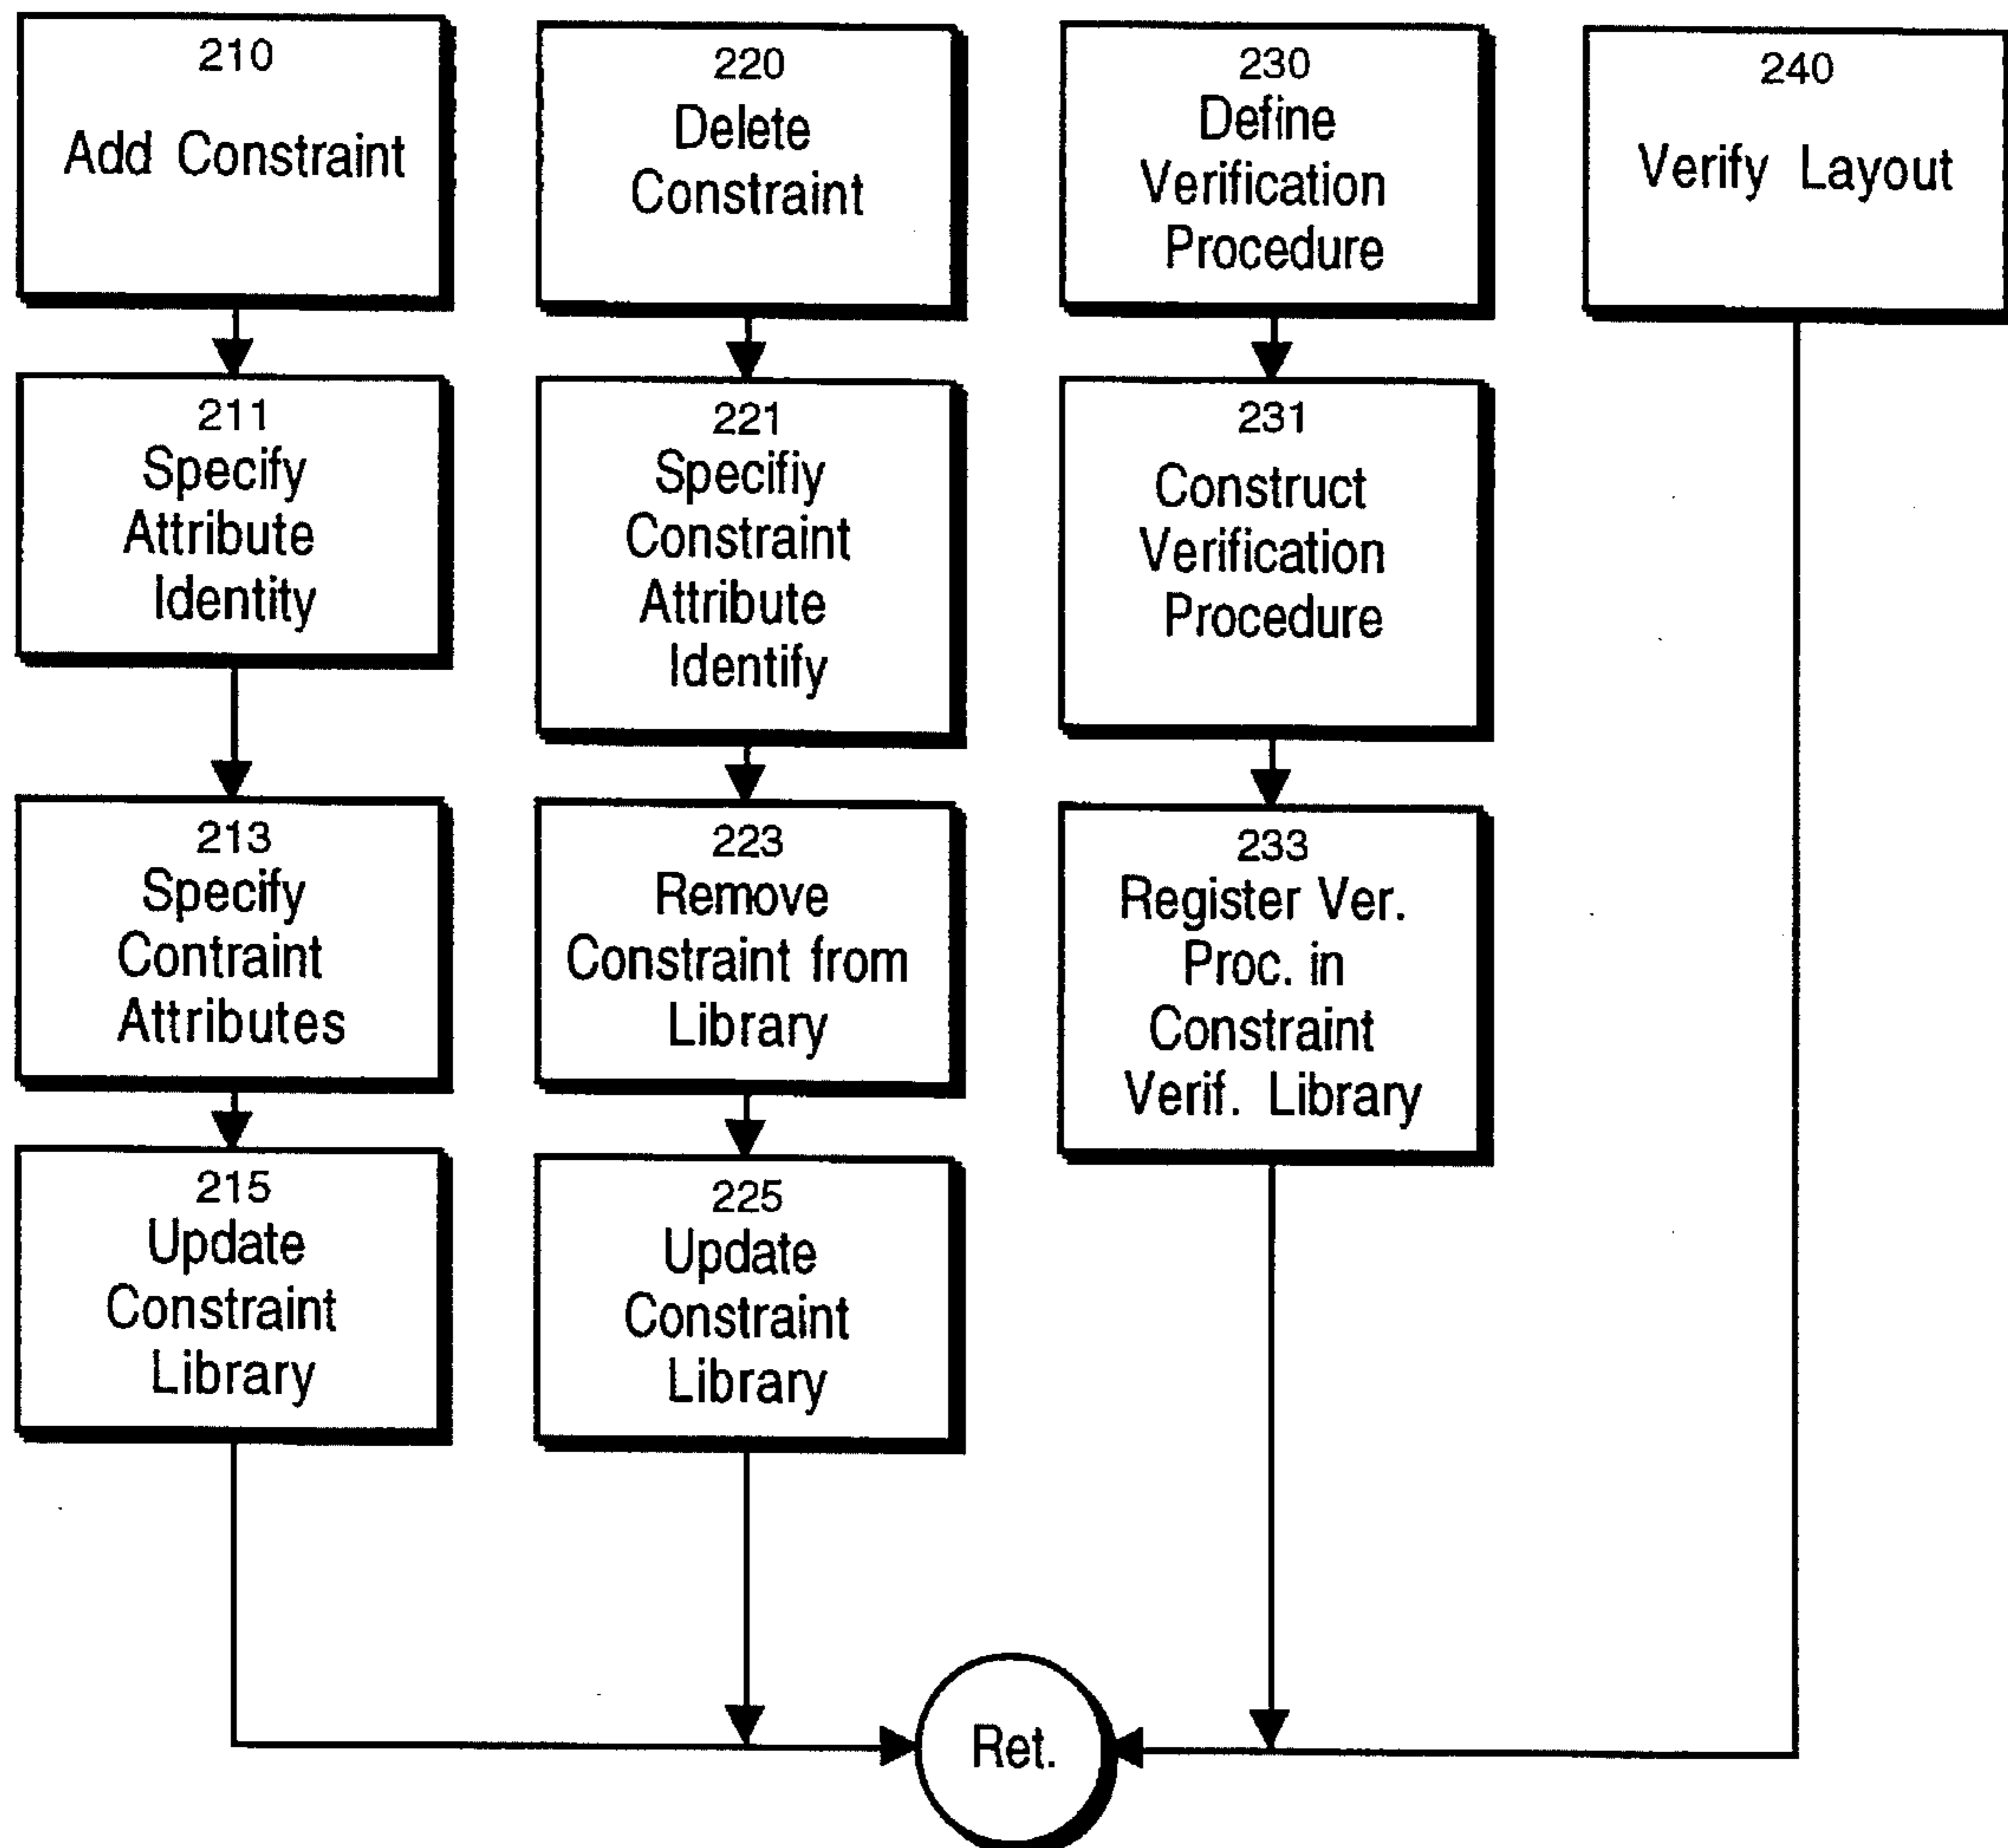 210
Add Constraint
211
Specify
Attribute
Identity
213
Specify
Contraint
Attributes
215
Update
Constraint
Library
220
Delete
Constraint
221
Specifiy
Constraint
Attribute
Identify
223
Remove
Constraint from
Library
225
Update
Constraint
Library
230
Define
Verification
Procedure
231
Construct
Verification
Procedure
233
Register Ver.
Proc. in
Constraint
Verif. Library
240
Verify Layout
Ret.